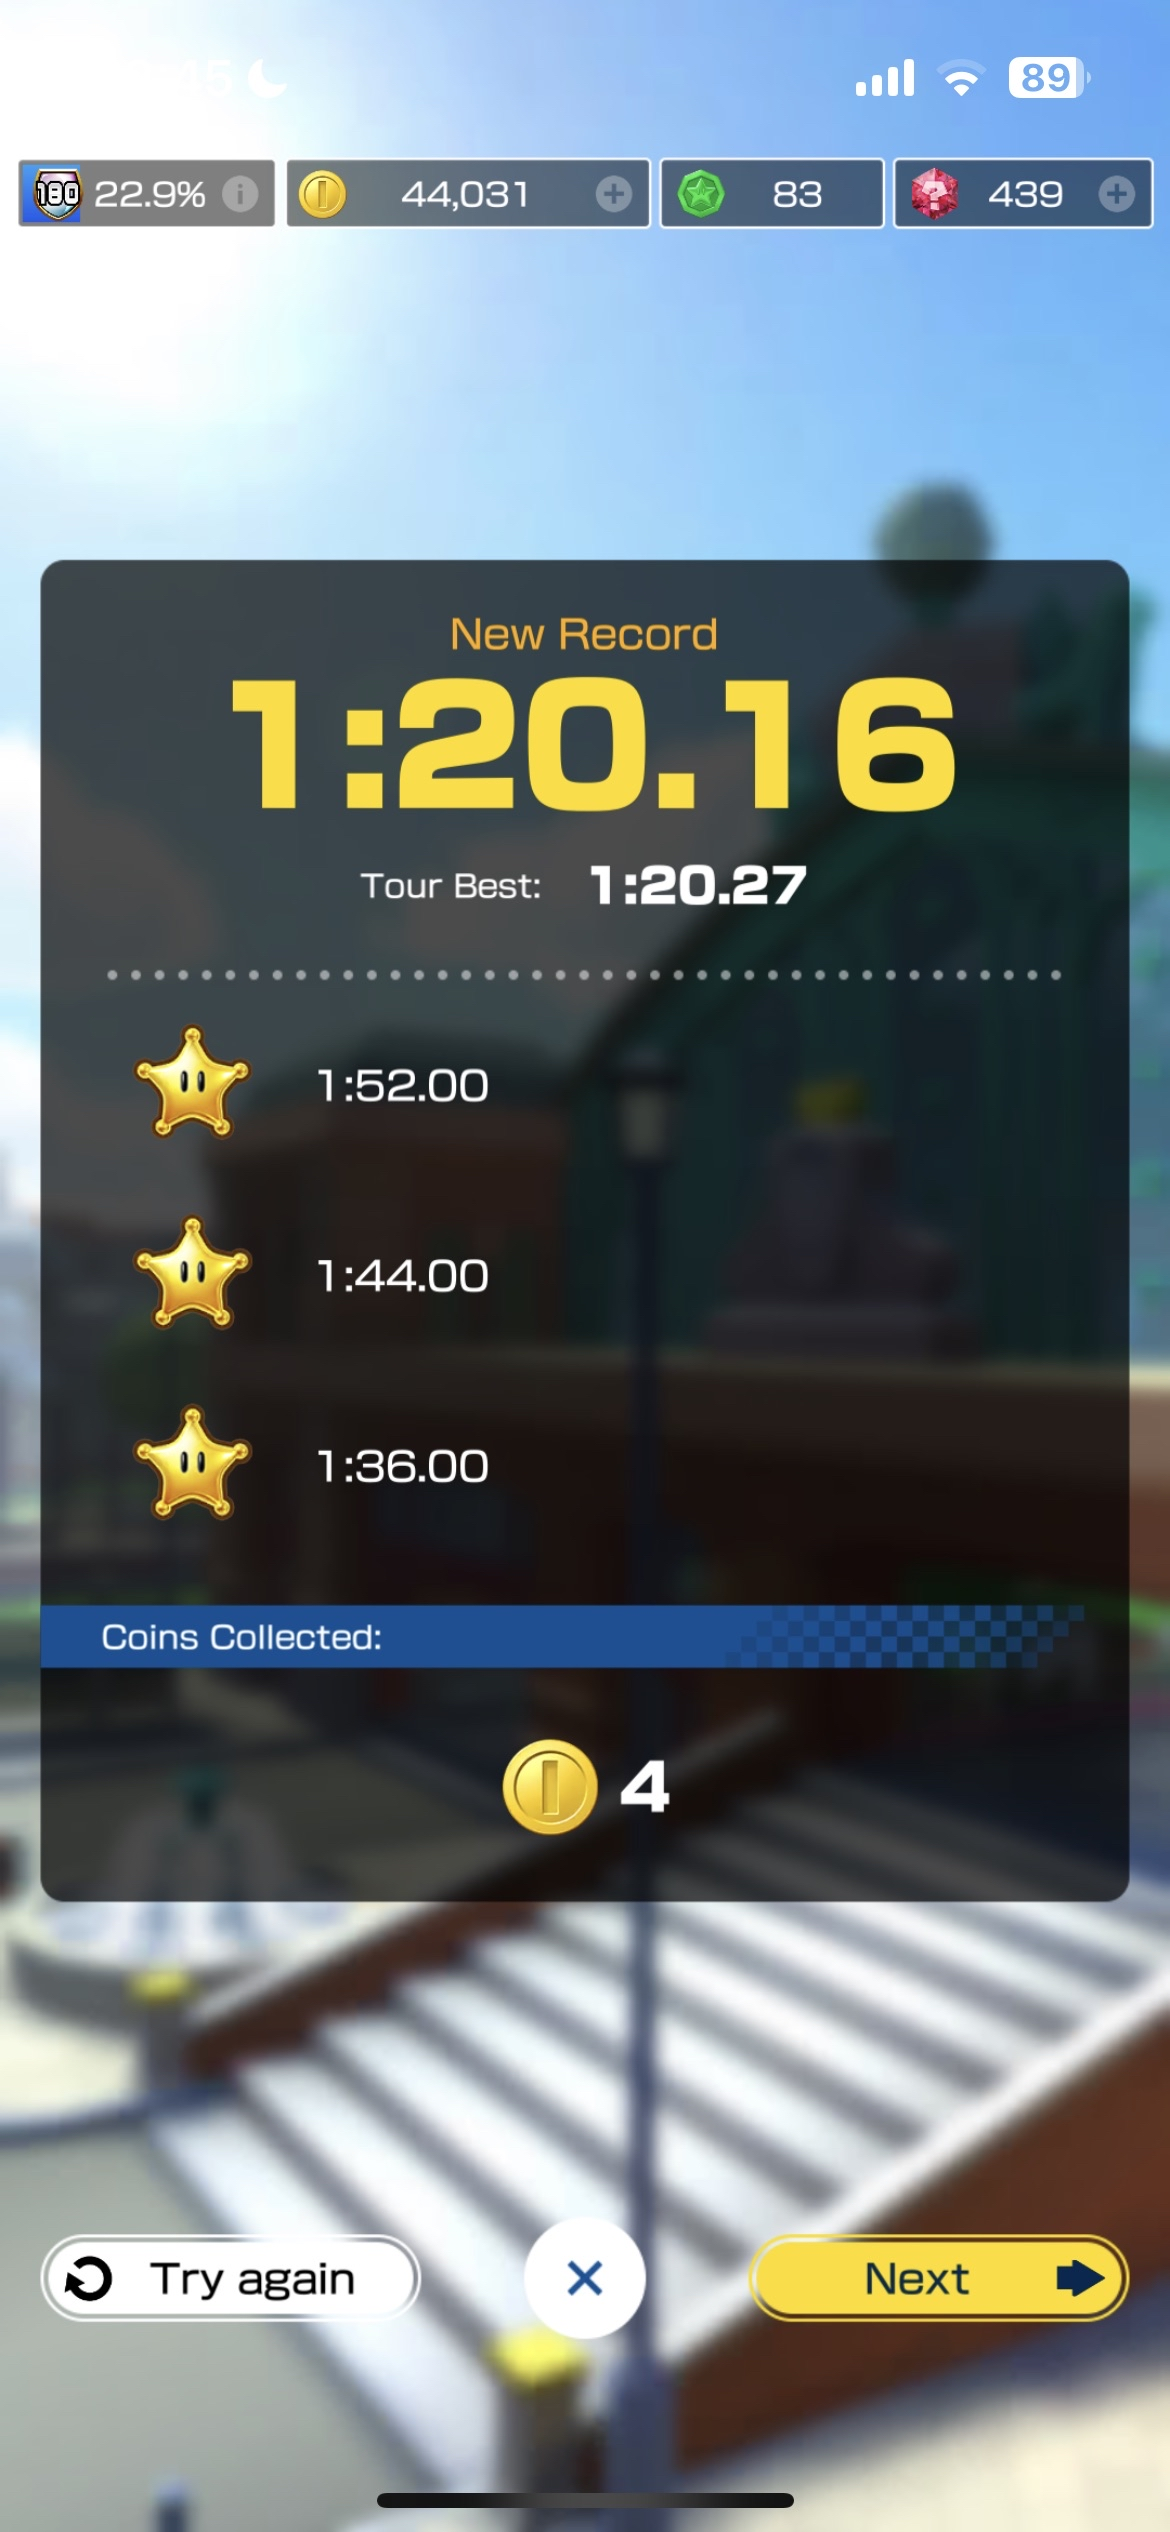 89
180 22.9% i 44,031 + 83 439 +
New Record
1:20.16
Tour Best: 1:20.27
1:52.00
1:44.00
1:36.00
Coins Collected:
4
Try again × Next